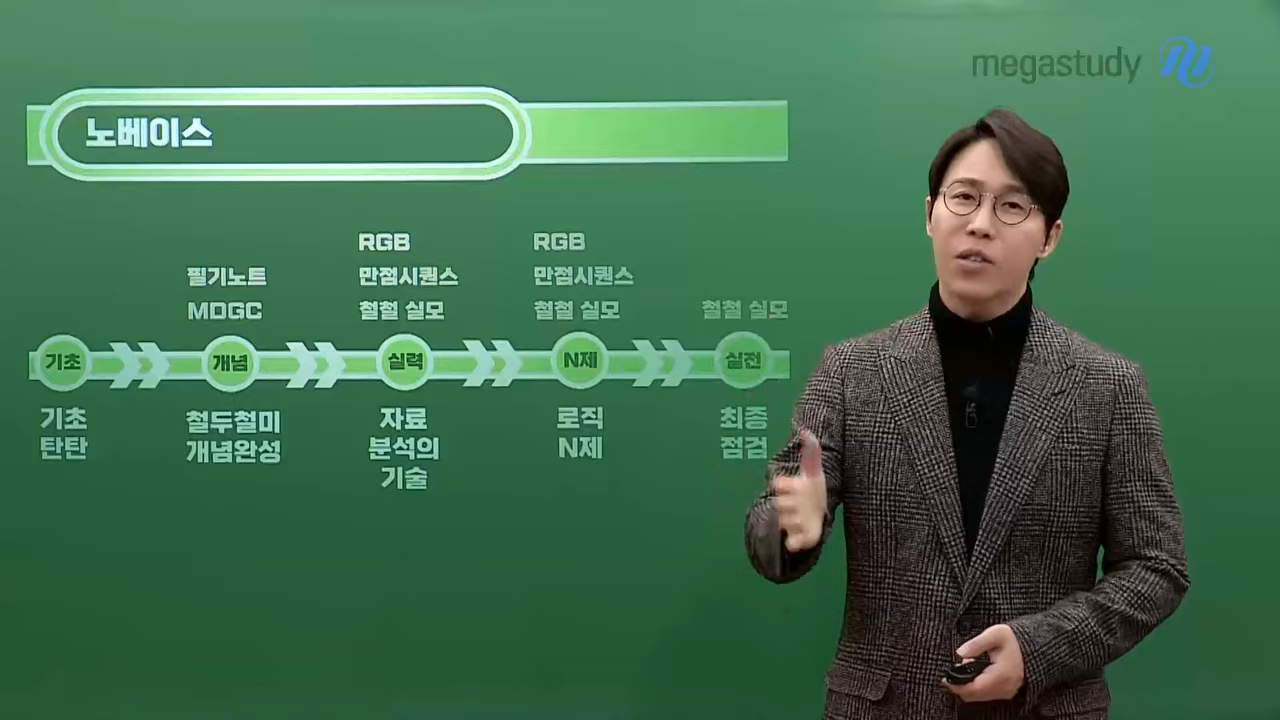 megastudy
노베이스
RGB
만점시퀀스
철철 실모
RGB
만점시퀀스
철철 실모
필기노트
MDGC
철철 실모
기초
개념
실력
N제
실전
기초
탄탄
철두철미
개념완성
자료
분석의
기술
로직
N제
최종
점검